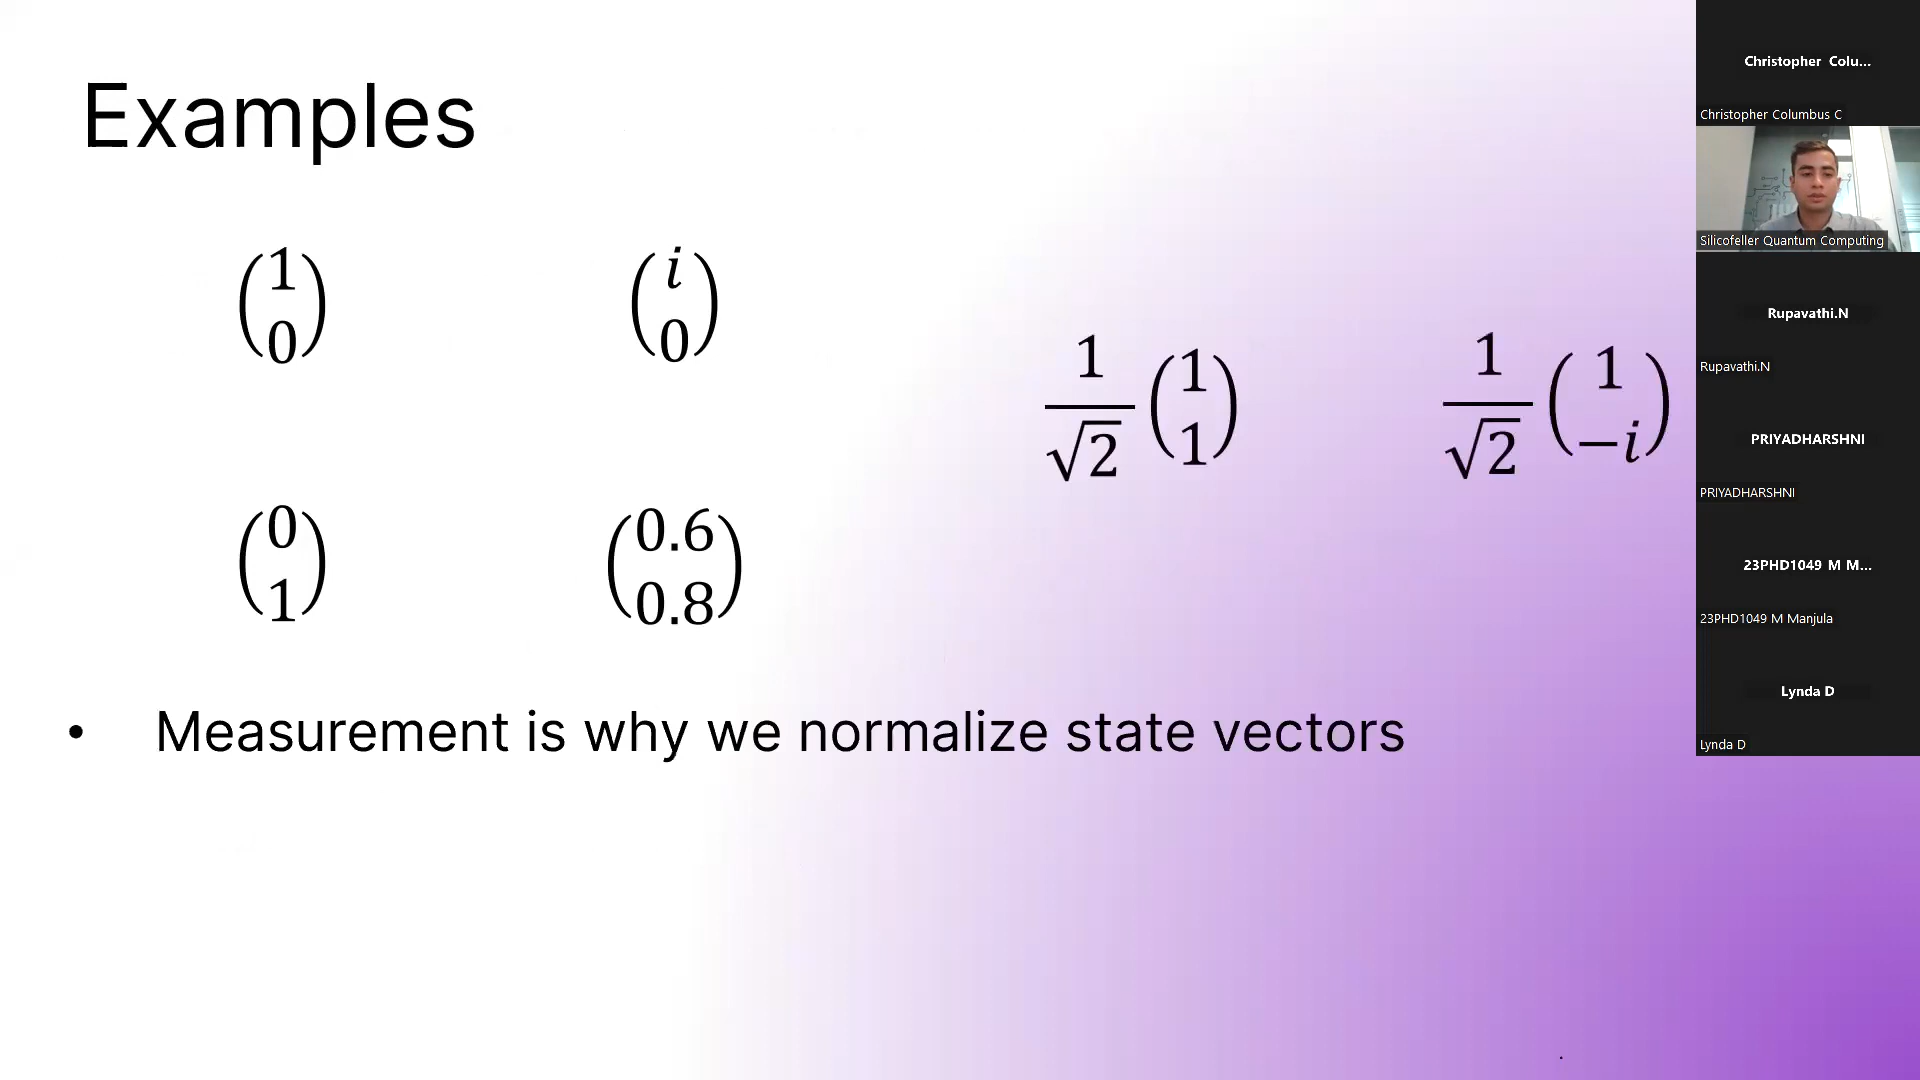 Examples
(1 0)
(i 0)
1/√2 (1 1)
1/√2 (1 −i)
(0 1)
(0.6 0.8)
• Measurement is why we normalize state vectors
Christopher Colu...
Christopher Columbus C
Silicofeller Quantum Computing
Rupavathi.N
Rupavathi.N
PRIYADHARSHNI
PRIYADHARSHNI
23PHD1049 M M...
23PHD1049 M Manjula
Lynda D
Lynda D